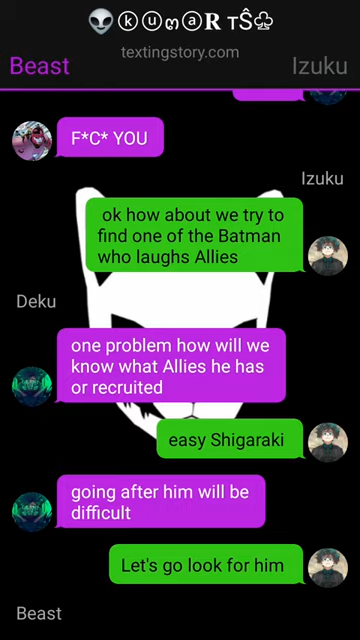 👽ⓚⓤⓜⓐ𝐑 тŜ♧
textingstory.com
Beast
Izuku
F*C* YOU
Izuku
ok how about we try to
find one of the Batman
who laughs Allies
Deku
one problem how will we
know what Allies he has
or recruited
easy Shigaraki
going after him will be
difficult
Let's go look for him
Beast